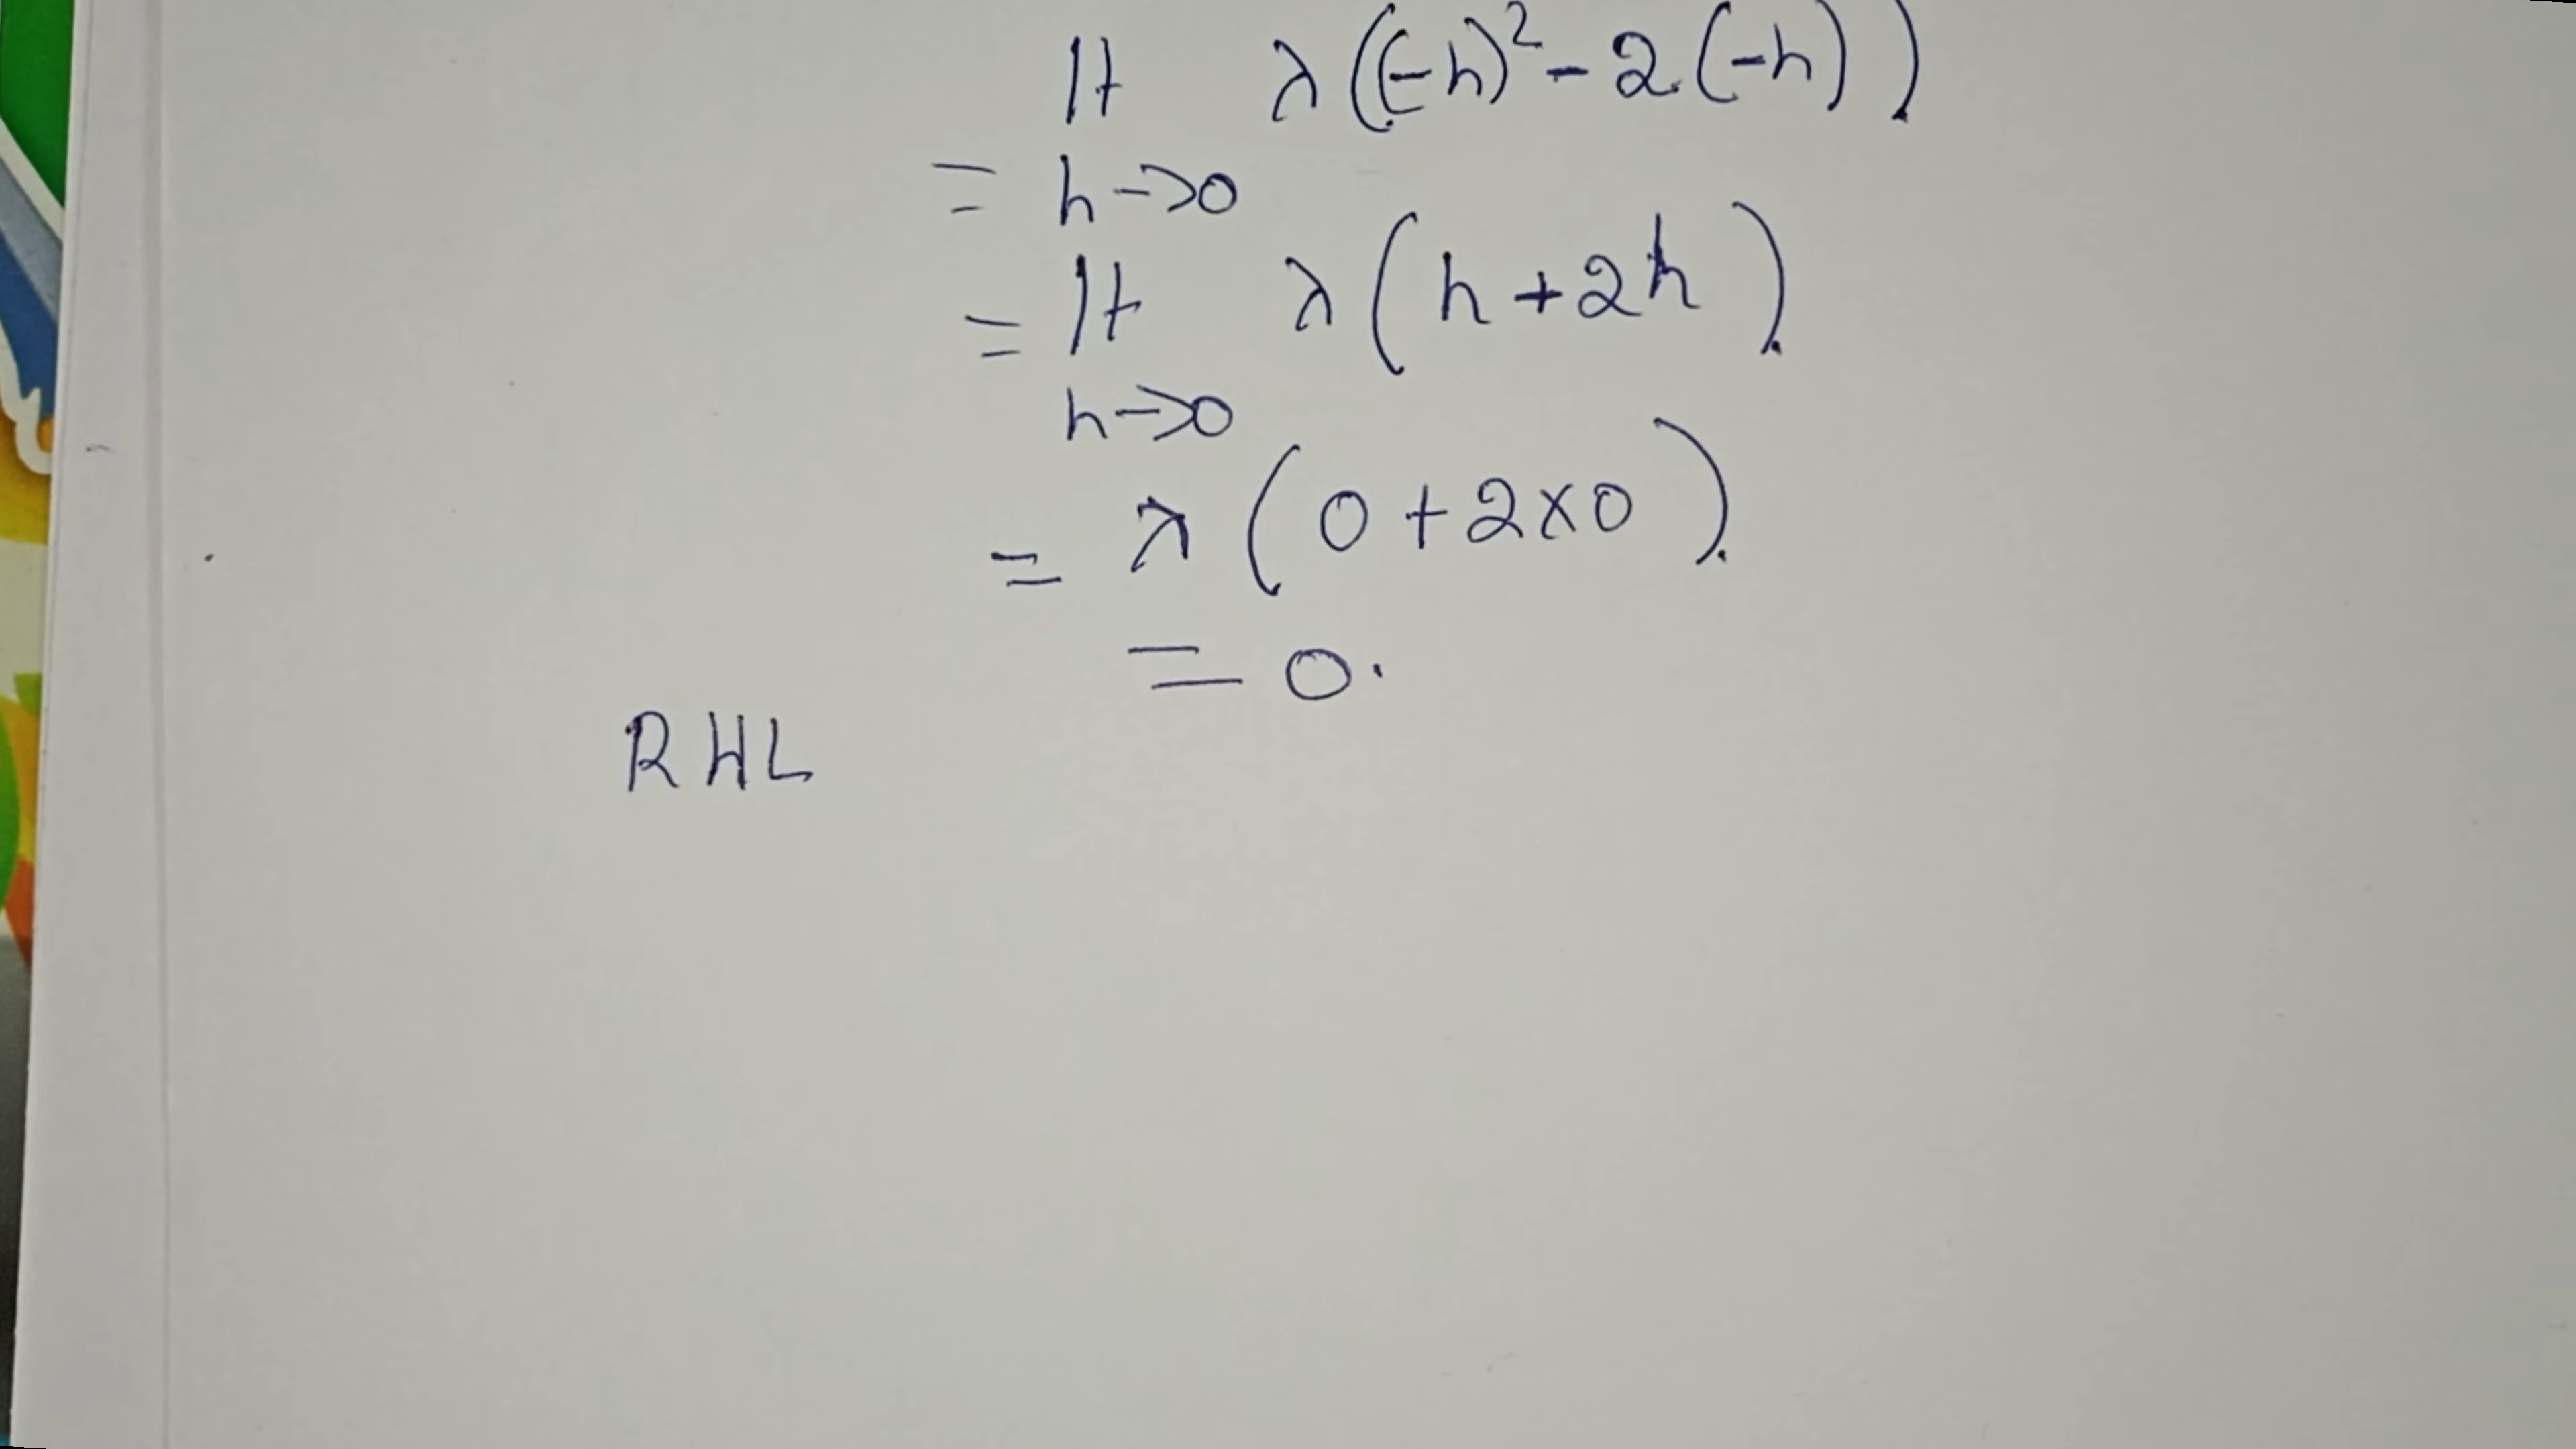 lt λ((-h)²-2(-h))
= h->0
= lt λ(h+2h)
h->0
= λ(0+2×0)
= 0.
RHL